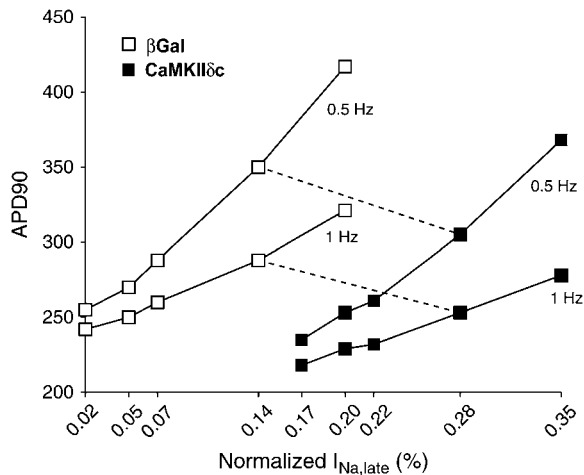 βGal
CaMKIIδc
450
400
350
300
250
200
APD90
0.5 Hz
1 Hz
0.5 Hz
1 Hz
0.02
0.05
0.07
0.14
0.17
0.20
0.22
0.28
0.35
Normalized INa,late (%)